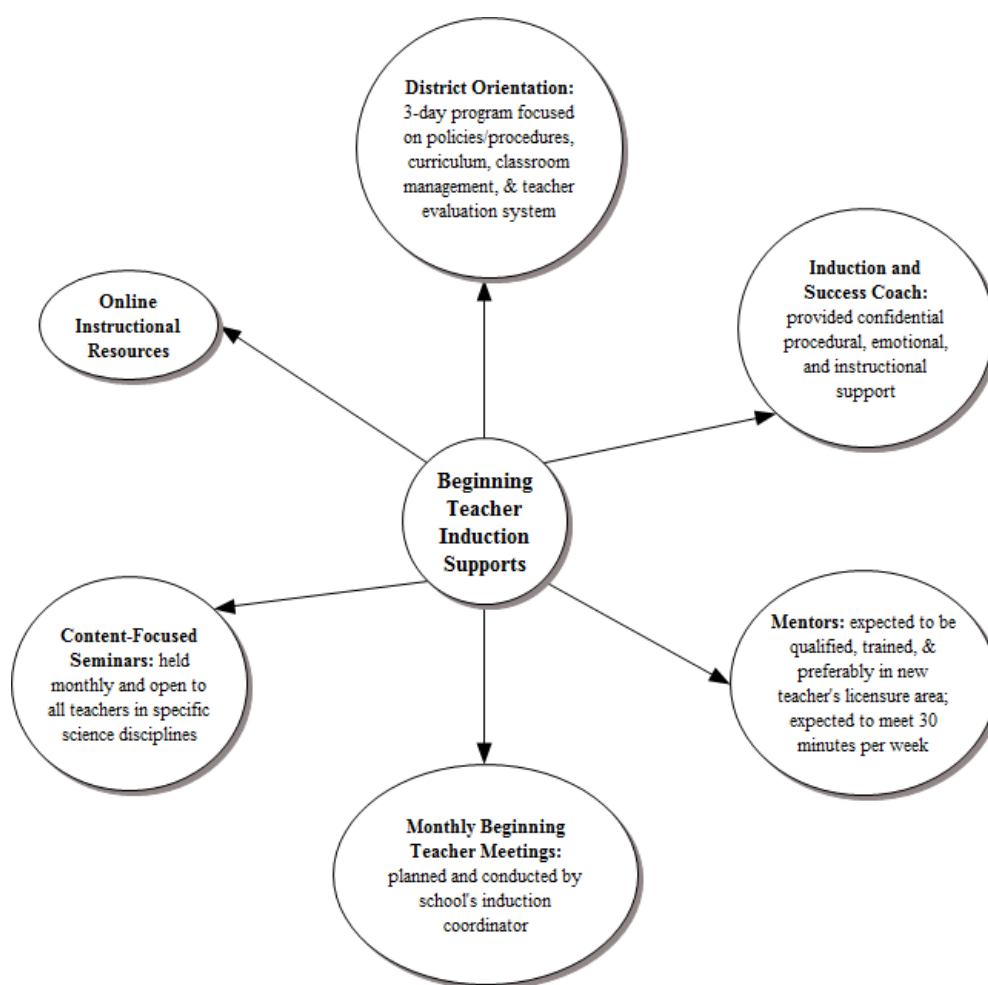 District Orientation:
3-day program focused
on policies/procedures,
curriculum, classroom
management, & teacher
evaluation system
Induction and
Success Coach:
provided confidential
procedural, emotional,
and instructional
support
Online
Instructional
Resources
Beginning
Teacher
Induction
Supports
Content-Focused
Seminars: held
monthly and open to
all teachers in specific
science disciplines
Mentors: expected to be
qualified, trained, &
preferably in new
teacher's licensure area;
expected to meet 30
minutes per week
Monthly Beginning
Teacher Meetings:
planned and conducted by
school's induction
coordinator